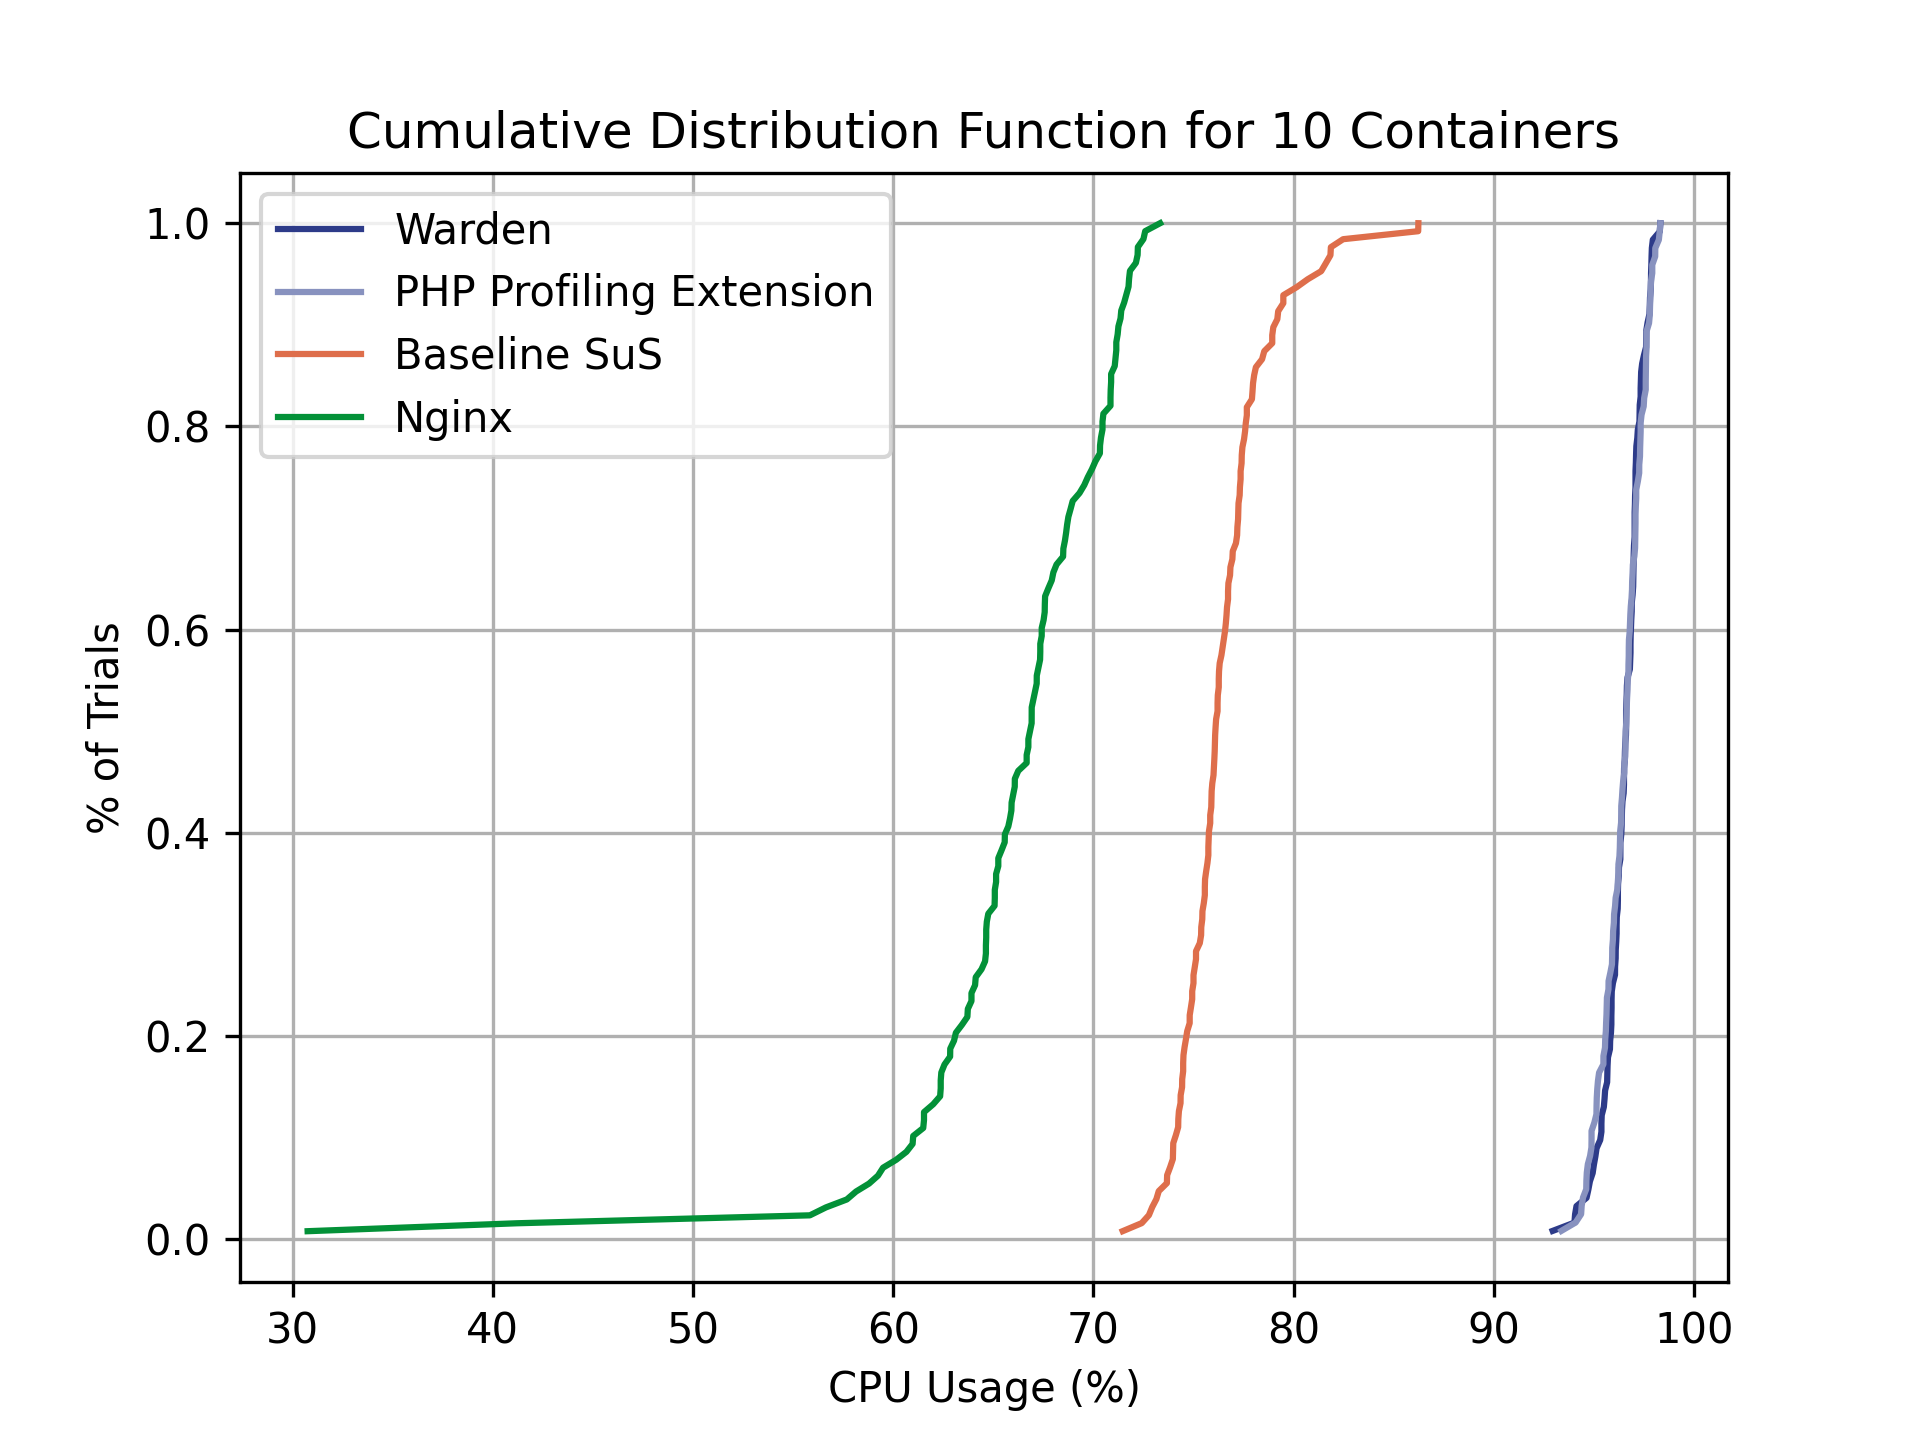 Cumulative Distribution Function for 10 Containers
Warden
PHP Profiling Extension
Baseline SuS
Nginx
1.0
0.8
0.6
0.4
0.2
0.0
% of Trials
30 40 50 60 70 80 90 100
CPU Usage (%)